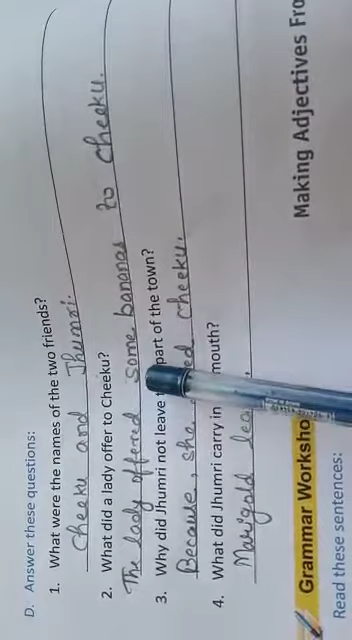 D. Answer these questions:
1. What were the names of the two friends?
Cheeku and Jhumri.
2. What did a lady offer to Cheeku?
The lady offered some bananas to cheeku.
3. Why did Jhumri not leave part of the town?
Because, she cheeku.
4. What did Jhumri carry in mouth?
Marigold
Grammar Worksho
Making Adjectives Fro
Read these sentences: